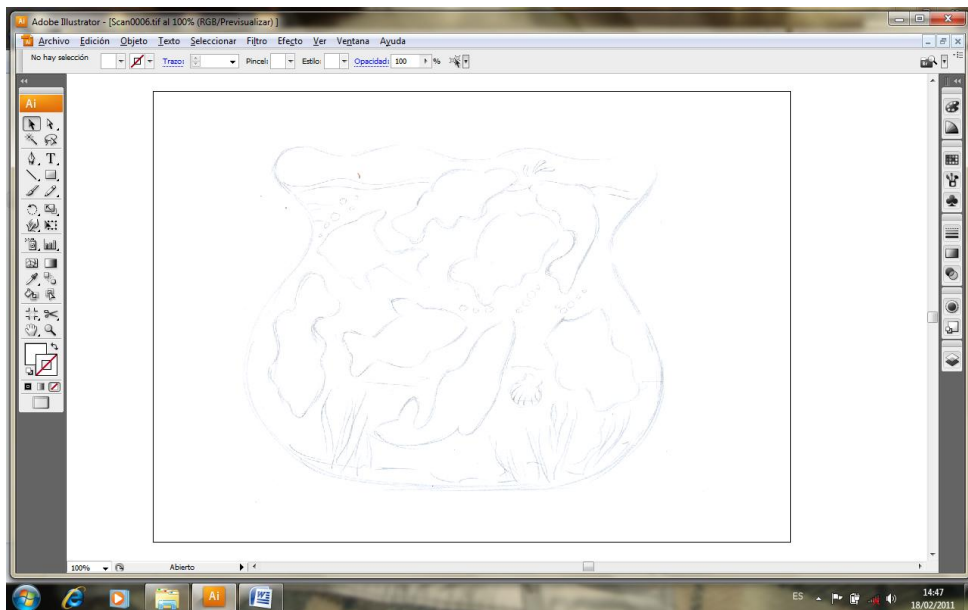 Adobe Illustrator - [Scan0006.tif al 100% (RGB/Previsualizar) ]
Archivo Edición Objeto Texto Seleccionar Filtro Efecto Ver Ventana Ayuda
No hay selección Trazo: Pincel: Estilo: Opacidad: 100 %
Ai
T
100% Abierto
Ai W
ES 14:47
18/02/2011